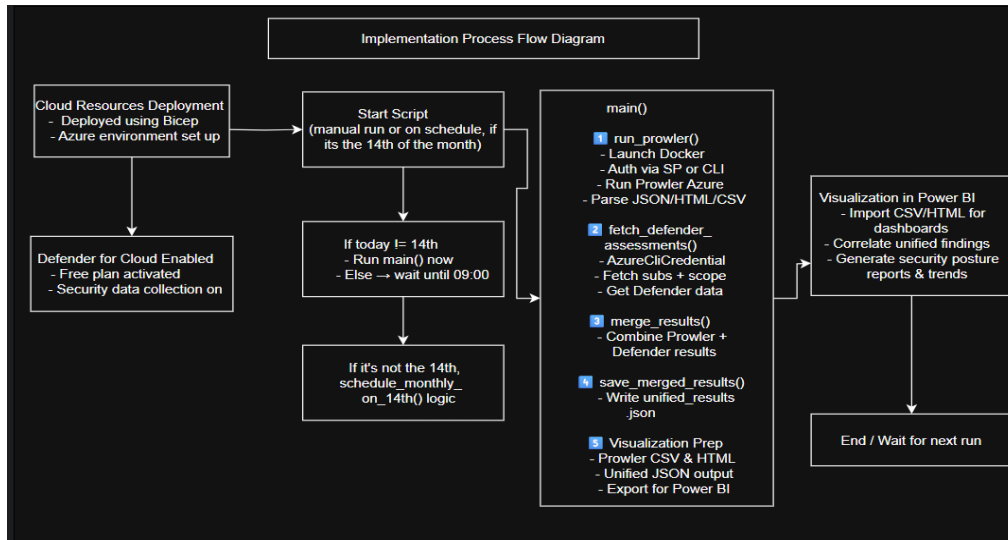 Implementation Process Flow Diagram
Cloud Resources Deployment
- Deployed using Bicep
- Azure environment set up
Defender for Cloud Enabled
- Free plan activated
- Security data collection on
Start Script
(manual run or on schedule, if
its the 14th of the month)
If today != 14th
- Run main() now
- Else → wait until 09:00
If it's not the 14th,
schedule_monthly_
on_14th() logic
main()
1 run_prowler()
- Launch Docker
- Auth via SP or CLI
- Run Prowler Azure
- Parse JSON/HTML/CSV
2 fetch_defender_
assessments()
- AzureCliCredential
- Fetch subs + scope
- Get Defender data
3 merge_results()
- Combine Prowler +
Defender results
4 save_merged_results()
- Write unified_results
.json
5 Visualization Prep
- Prowler CSV & HTML
- Unified JSON output
- Export for Power BI
Visualization in Power BI
- Import CSV/HTML for
dashboards
- Correlate unified findings
- Generate security posture
reports & trends
End / Wait for next run